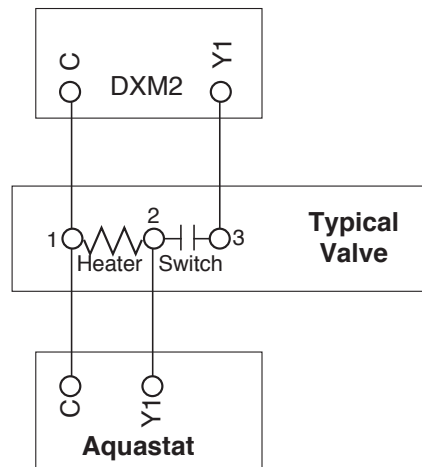 C
Y1
DXM2
Typical
Valve
1
2
3
Heater
Switch
C
Y1
Aquastat